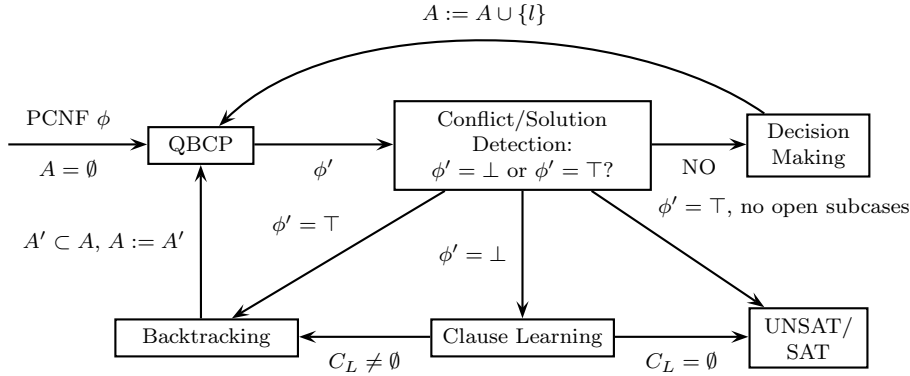 A := A ∪ {l}
PCNF ϕ
A = ∅
QBCP
ϕ′
Conflict/Solution
Detection:
ϕ′ = ⊥ or ϕ′ = ⊤?
NO
Decision
Making
A′ ⊂ A, A := A′
ϕ′ = ⊤
ϕ′ = ⊥
ϕ′ = ⊤, no open subcases
Backtracking
C_L ≠ ∅
Clause Learning
C_L = ∅
UNSAT/
SAT